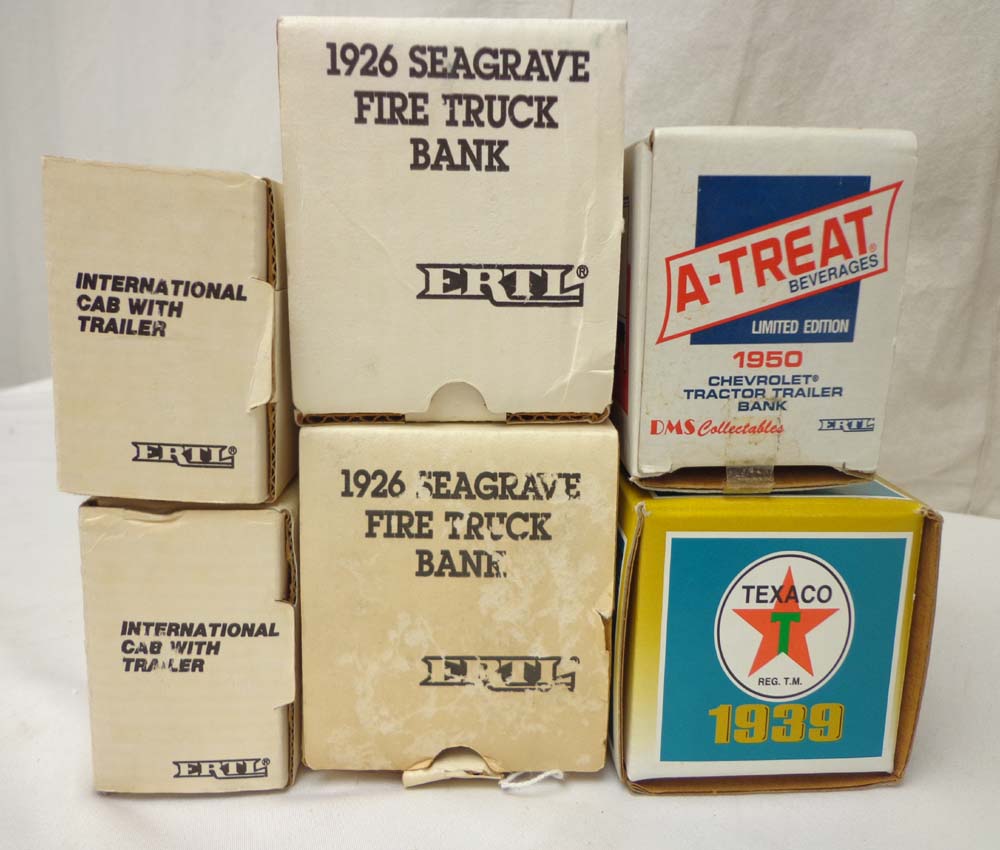 1926 SEAGRAVE
FIRE TRUCK
BANK
ERTL®
INTERNATIONAL
CAB WITH
TRAILER
ERTL®
A-TREAT®
BEVERAGES
LIMITED EDITION
1950
CHEVROLET®
TRACTOR TRAILER
BANK
DMS Collectables
ERTL
INTERNATIONAL
CAB WITH
TRAILER
ERTL®
1926 SEAGRAVE
FIRE TRUCK
BANK
ERTL®
TEXACO
T
REG. T.M.
1939